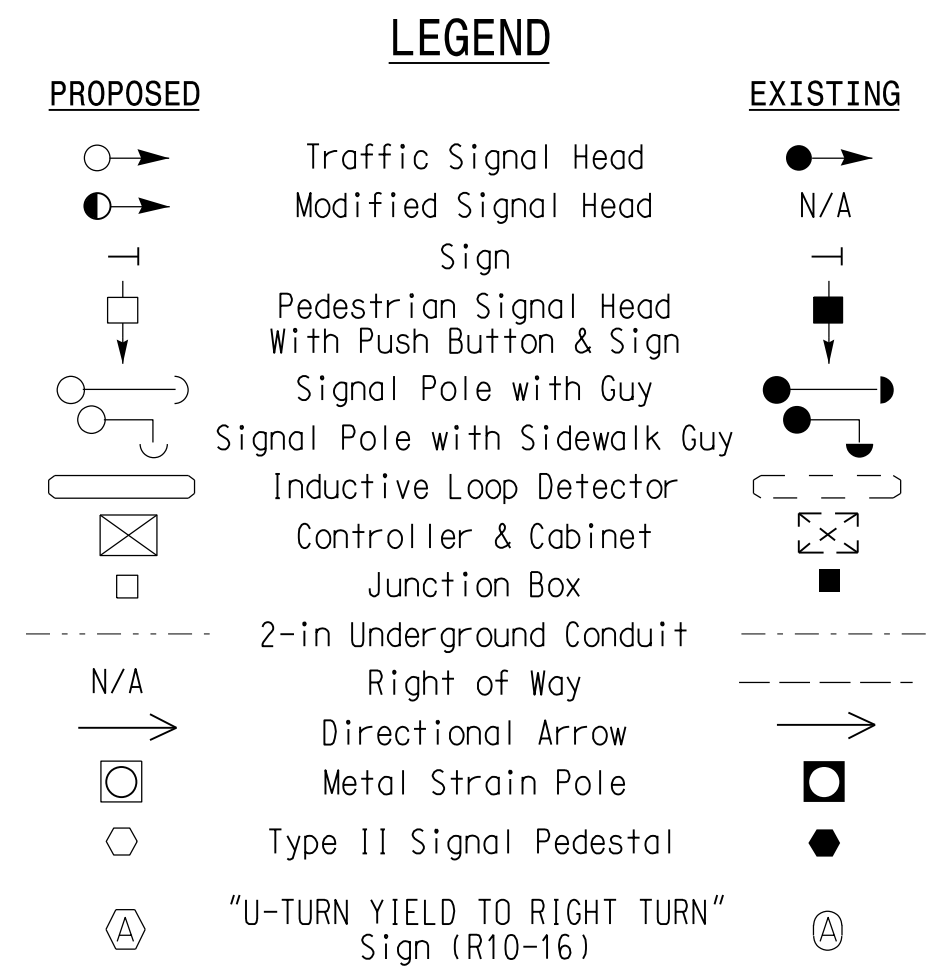 LEGEND
PROPOSED EXISTING
Traffic Signal Head
Modified Signal Head N/A
Sign
Pedestrian Signal Head
With Push Button & Sign
Signal Pole with Guy
Signal Pole with Sidewalk Guy
Inductive Loop Detector
Controller & Cabinet
Junction Box
2-in Underground Conduit
N/A Right of Way
Directional Arrow
Metal Strain Pole
Type II Signal Pedestal
"U-TURN YIELD TO RIGHT TURN"
A Sign (R10-16) A